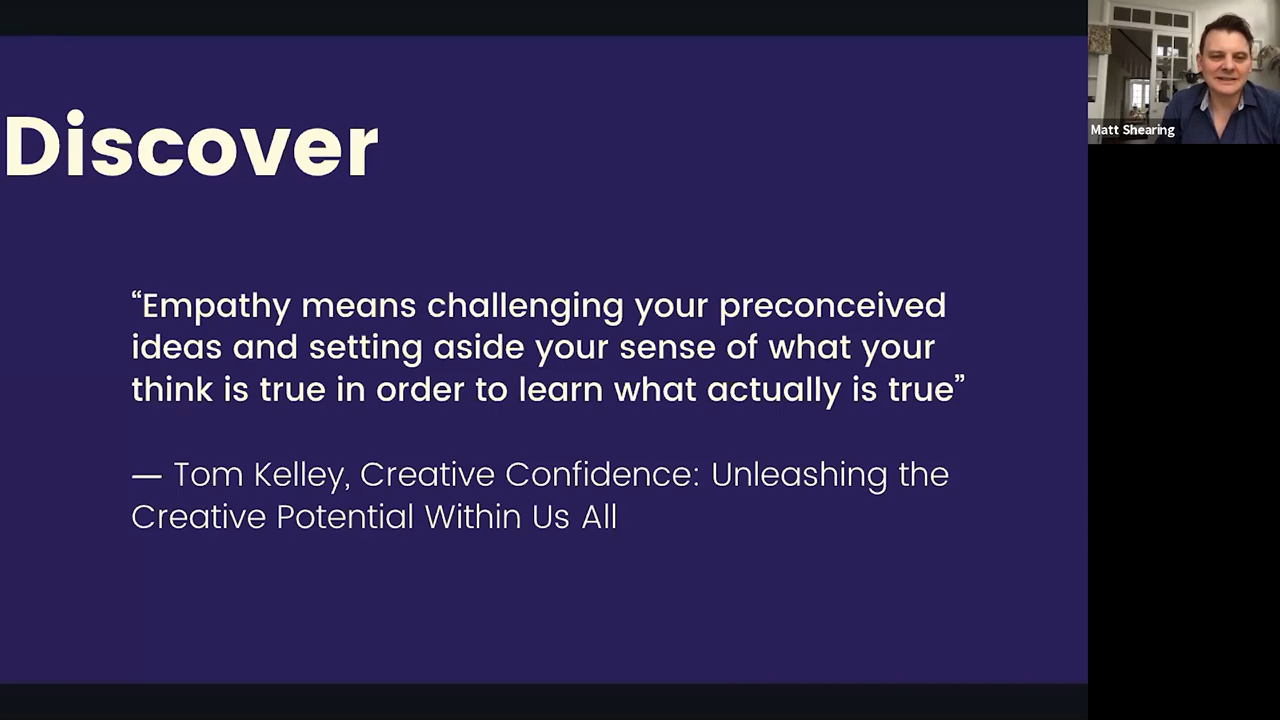 Discover
“Empathy means challenging your preconceived
ideas and setting aside your sense of what your
think is true in order to learn what actually is true”
— Tom Kelley, Creative Confidence: Unleashing the
Creative Potential Within Us All
Matt Shearing